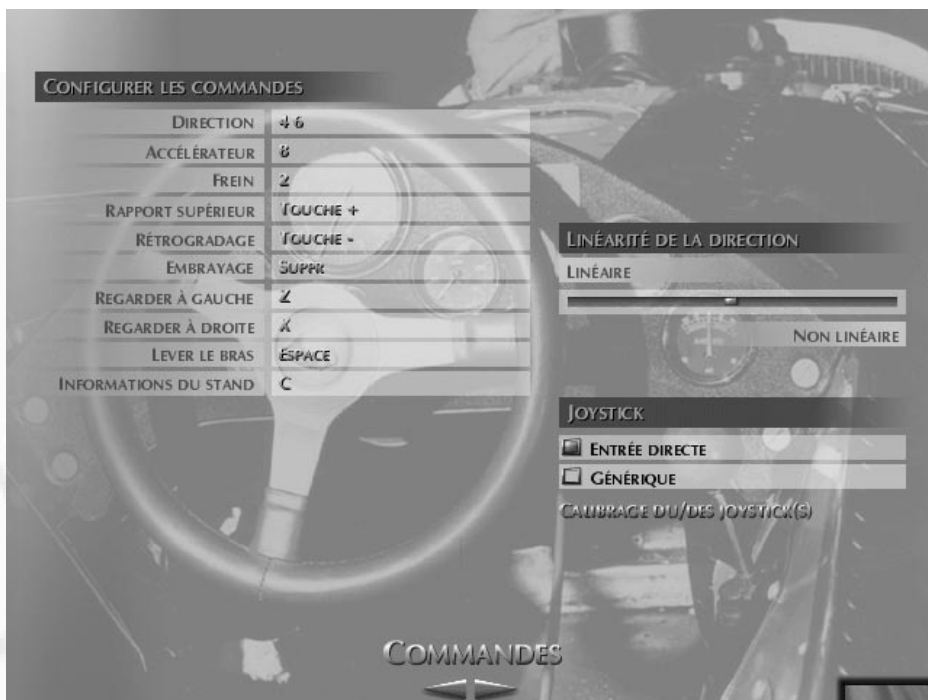 CONFIGURER LES COMMANDES
DIRECTION 4 6
ACCÉLÉRATEUR 8
FREIN 2
RAPPORT SUPÉRIEUR TOUCHE +
RÉTROGRADAGE TOUCHE -
EMBRAYAGE SUPPR
REGARDER À GAUCHE Z
REGARDER À DROITE X
LEVER LE BRAS ESPACE
INFORMATIONS DU STAND C
LINÉARITÉ DE LA DIRECTION
LINÉAIRE
NON LINÉAIRE
JOYSTICK
ENTRÉE DIRECTE
GÉNÉRIQUE
CALIBRAGE DU/DES JOYSTICK(S)
COMMANDES